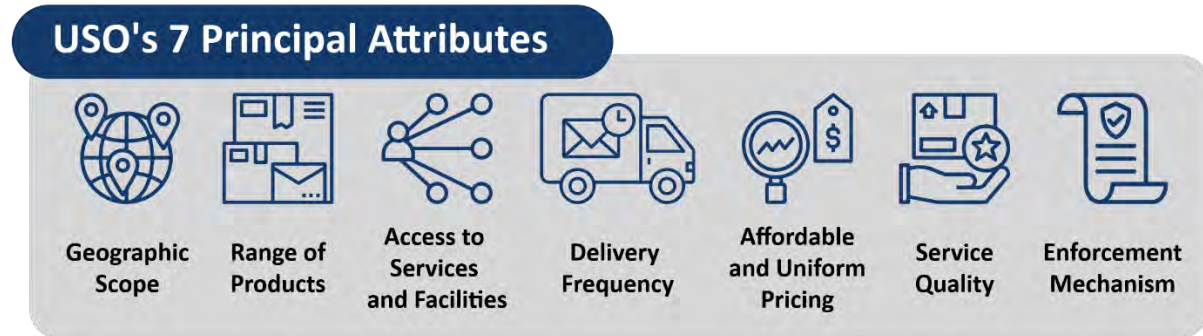 USO's 7 Principal Attributes
$
Geographic
Scope
Range of
Products
Access to
Services
and Facilities
Delivery
Frequency
Affordable
and Uniform
Pricing
Service
Quality
Enforcement
Mechanism